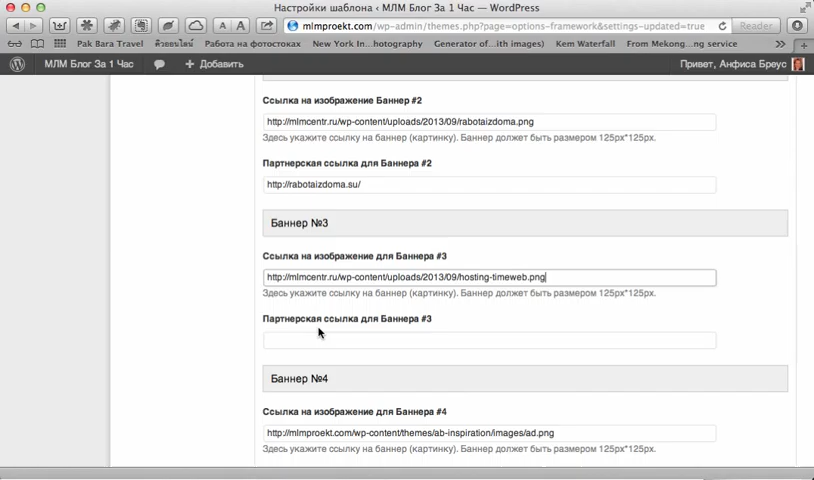 Настройки шаблона ‹ МЛМ Блог За 1 Час — WordPress
mlmproekt.com/wp-admin/themes.php?page=options-framework&settings-updated=true
Reader
Pak Bara Travel
Работа на фотостоках
New York In...hotography
Generator of...ith images)
Kem Waterfall
From Mekong...ng service
МЛМ Блог За 1 Час
Добавить
Привет, Анфиса Бреус
Ссылка на изображение Баннер #2
http://mlmcentr.ru/wp-content/uploads/2013/09/rabotaizdoma.png
Здесь укажите ссылку на баннер (картинку). Баннер должет быть размером 125px*125px.
Партнерская ссылка для Баннера #2
http://rabotaizdoma.su/
Баннер №3
Ссылка на изображение для Баннера #3
http://mlmcentr.ru/wp-content/uploads/2013/09/hosting-timeweb.png
Здесь укажите ссылку на баннер (картинку). Баннер должет быть размером 125px*125px.
Партнерская ссылка для Баннера #3
Баннер №4
Ссылка на изображение для Баннера #4
http://mlmproekt.com/wp-content/themes/ab-inspiration/images/ad.png
Здесь укажите ссылку на баннер (картинку). Баннер должет быть размером 125px*125px.